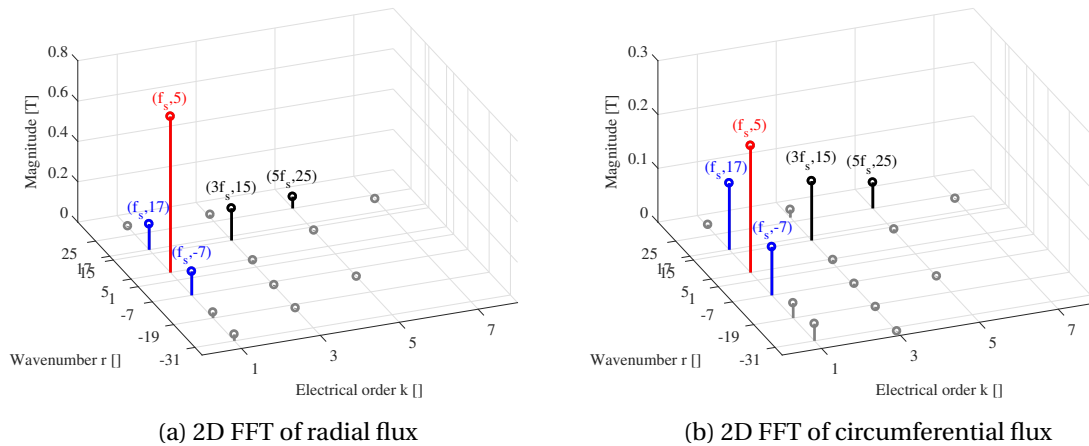 0.8
0.6
0.4
0.2
0
Magnitude [T]
(f_s,5)
(f_s,17)
(3f_s,15)
(5f_s,25)
(f_s,-7)
25
17
15
5
1
-7
-19
-31
Wavenumber r []
1
3
5
7
Electrical order k []
(a) 2D FFT of radial flux
0.3
0.2
0.1
0
Magnitude [T]
(f_s,5)
(f_s,17)
(3f_s,15)
(5f_s,25)
(f_s,-7)
25
17
15
5
1
-7
-19
-31
Wavenumber r []
1
3
5
7
Electrical order k []
(b) 2D FFT of circumferential flux